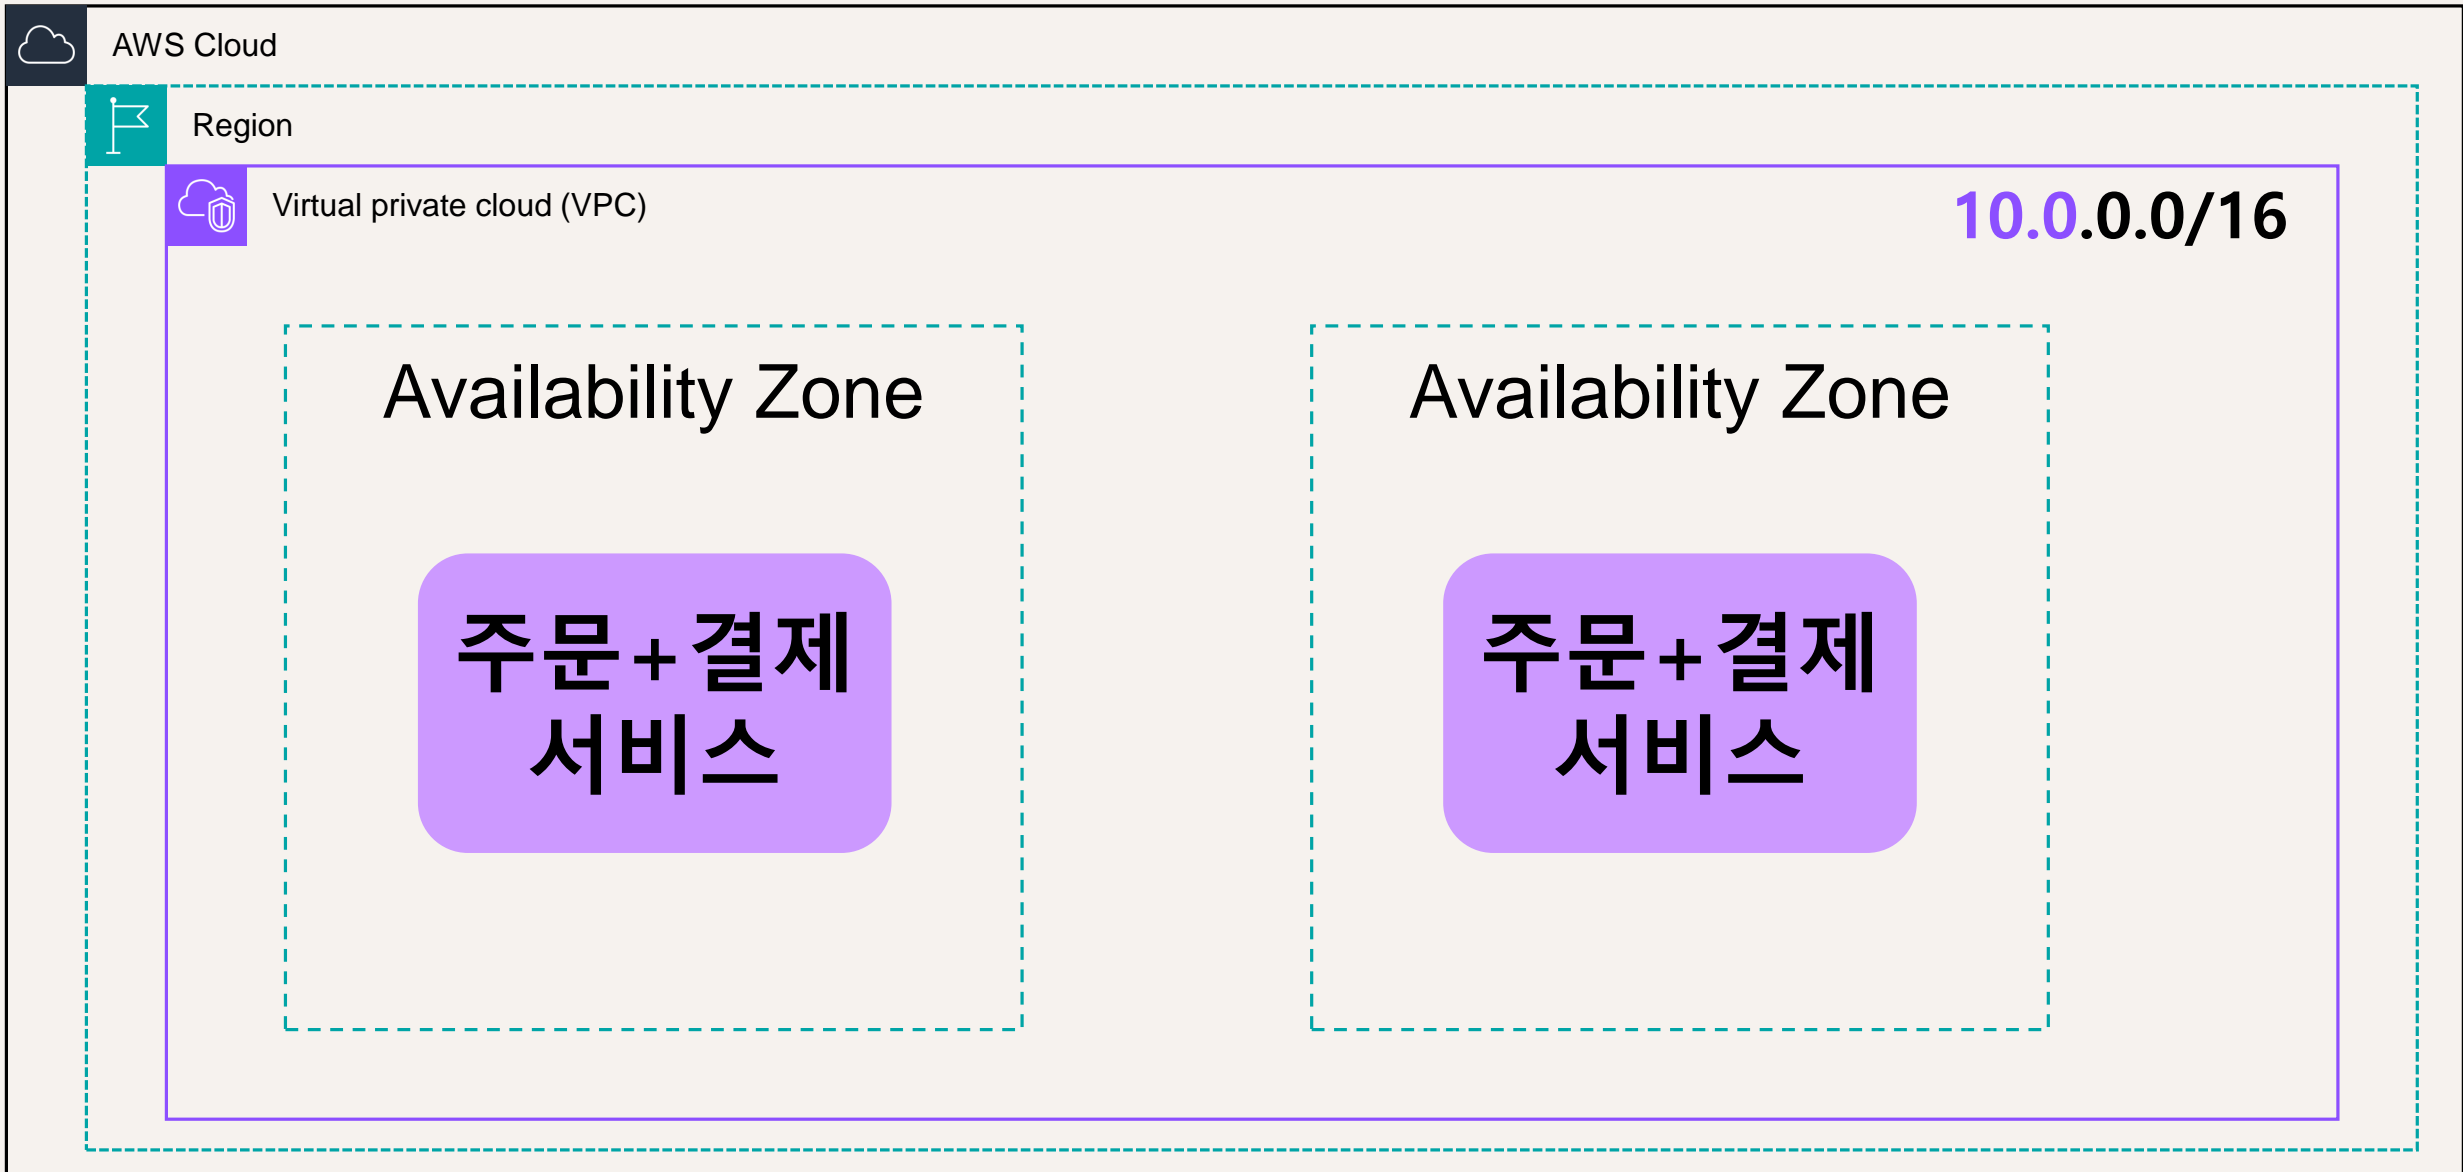 AWS Cloud
Region
Virtual private cloud (VPC)
10.0.0.0/16
Availability Zone
주문+결제
서비스
Availability Zone
주문+결제
서비스